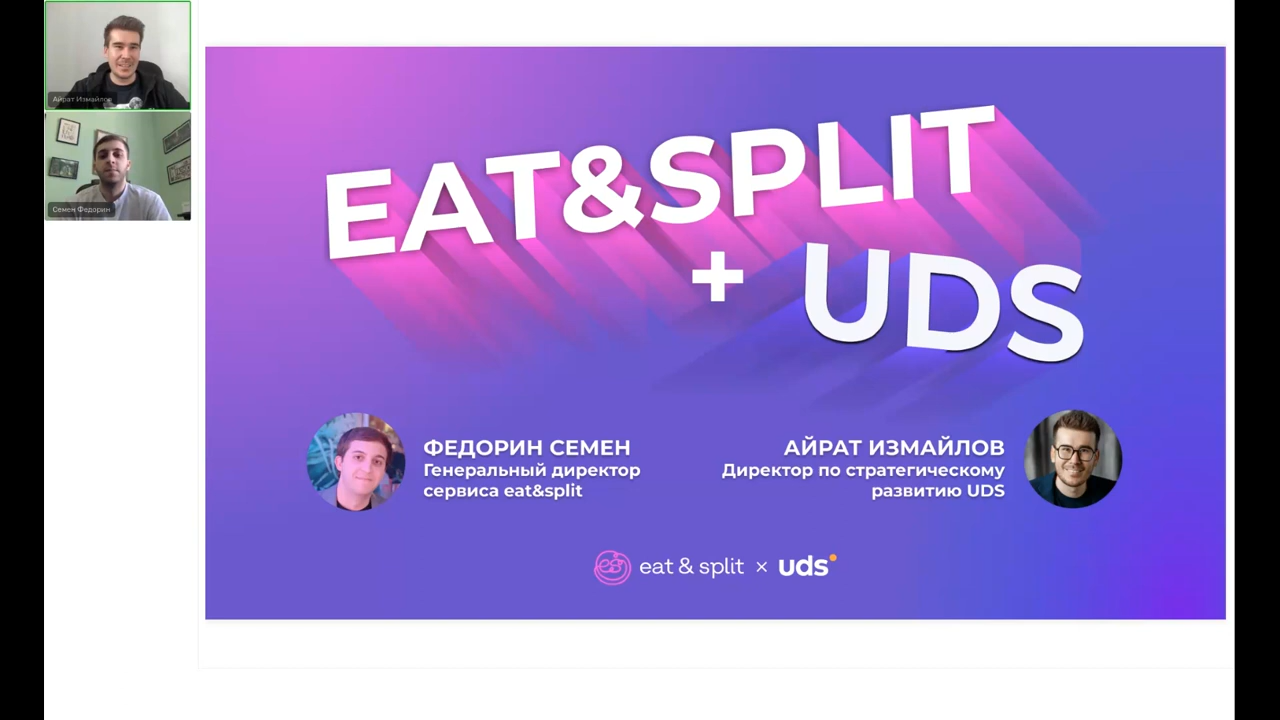 Айрат Измайлов
Семен Федорин
EAT&SPLIT
+ UDS
ФЕДОРИН СЕМЕН
Генеральный директор
сервиса eat&split
АЙРАТ ИЗМАЙЛОВ
Директор по стратегическому
развитию UDS
es eat & split × uds